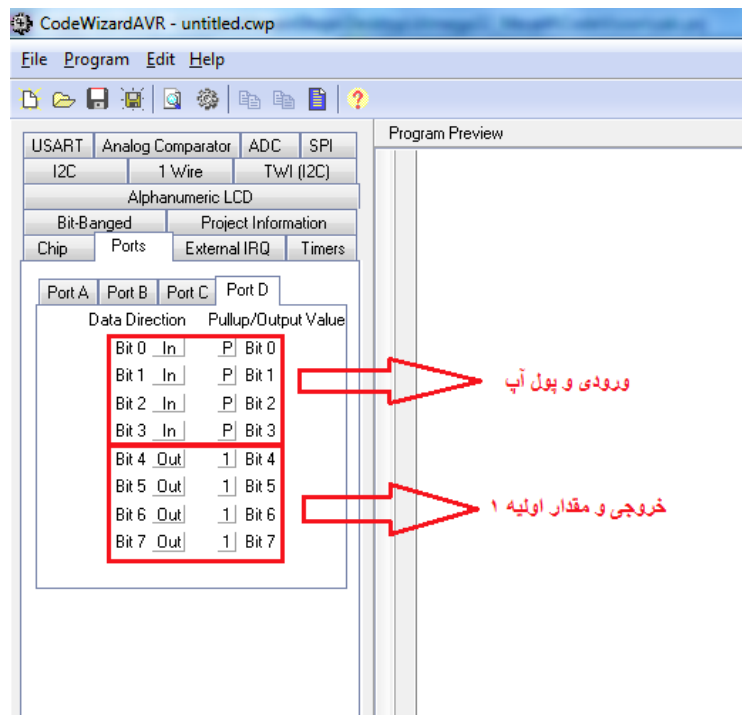 CodeWizardAVR - untitled.cwp
File Program Edit Help
USART Analog Comparator ADC SPI
I2C 1 Wire TWI (I2C)
Alphanumeric LCD
Bit-Banged Project Information
Chip Ports External IRQ Timers
Port A Port B Port C Port D
Data Direction Pullup/Output Value
Bit 0 In P Bit 0
Bit 1 In P Bit 1
Bit 2 In P Bit 2
Bit 3 In P Bit 3
Bit 4 Out 1 Bit 4
Bit 5 Out 1 Bit 5
Bit 6 Out 1 Bit 6
Bit 7 Out 1 Bit 7
Program Preview
ورودی و پول آپ
خروجی و مقدار اولیه ۱